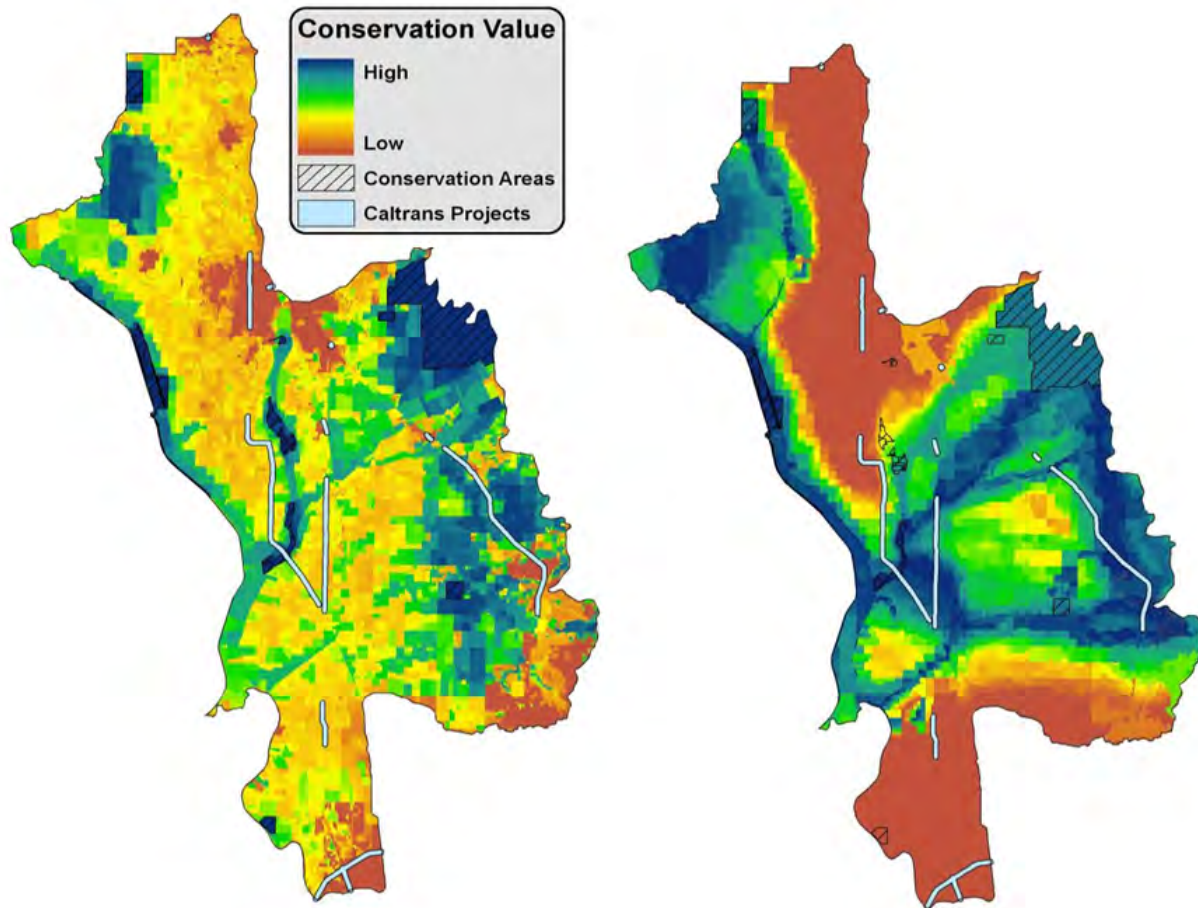 Conservation Value
High
Low
Conservation Areas
Caltrans Projects